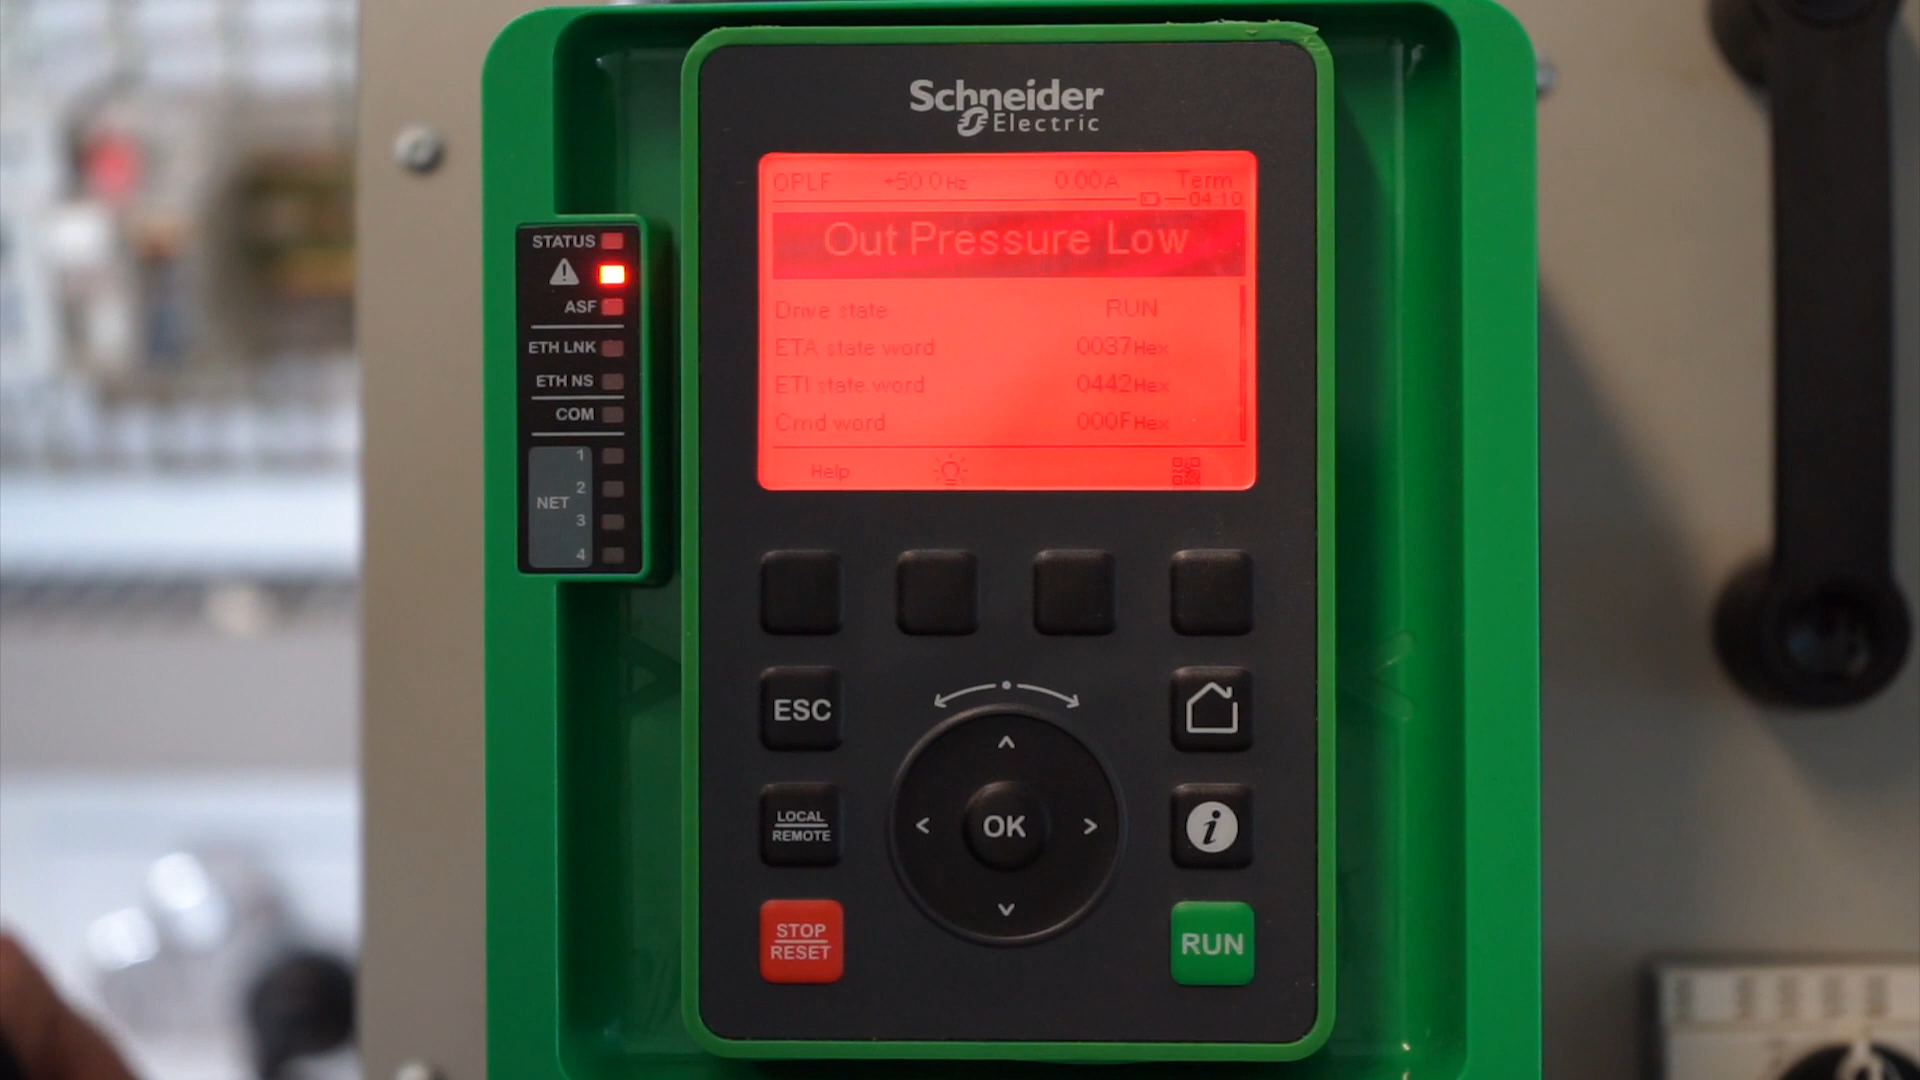 Schneider
Electric
OPLF +50.0Hz 0.00A Term
04:10
Out Pressure Low
Drive state RUN
ETA state word 0037Hex
ETI state word 0442Hex
Cmd word 000FHex
Help
STATUS
ASF
ETH LNK
ETH NS
COM
NET
1
2
3
4
ESC
LOCAL
REMOTE
OK
i
STOP
RESET
RUN